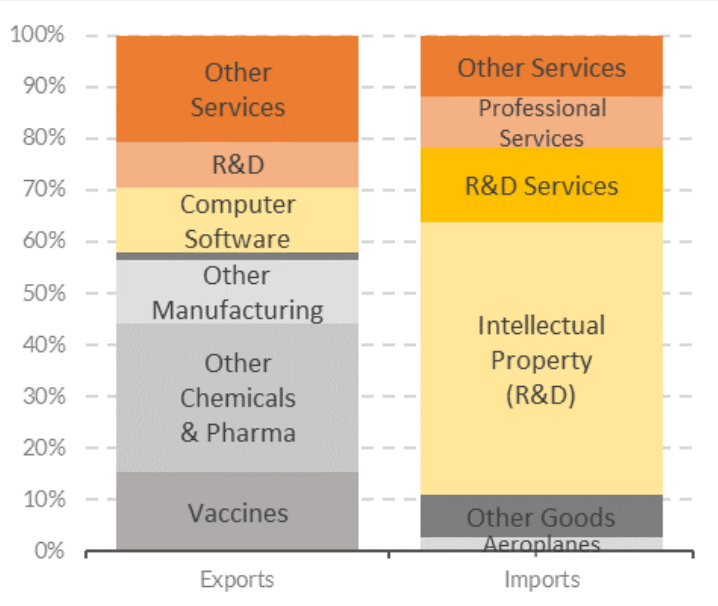 100%
90%
80%
70%
60%
50%
40%
30%
20%
10%
0%
Other
Services
R&D
Computer
Software
Other
Manufacturing
Other
Chemicals
& Pharma
Vaccines
Other Services
Professional
Services
R&D Services
Intellectual
Property
(R&D)
Other Goods
Aeroplanes
Exports
Imports